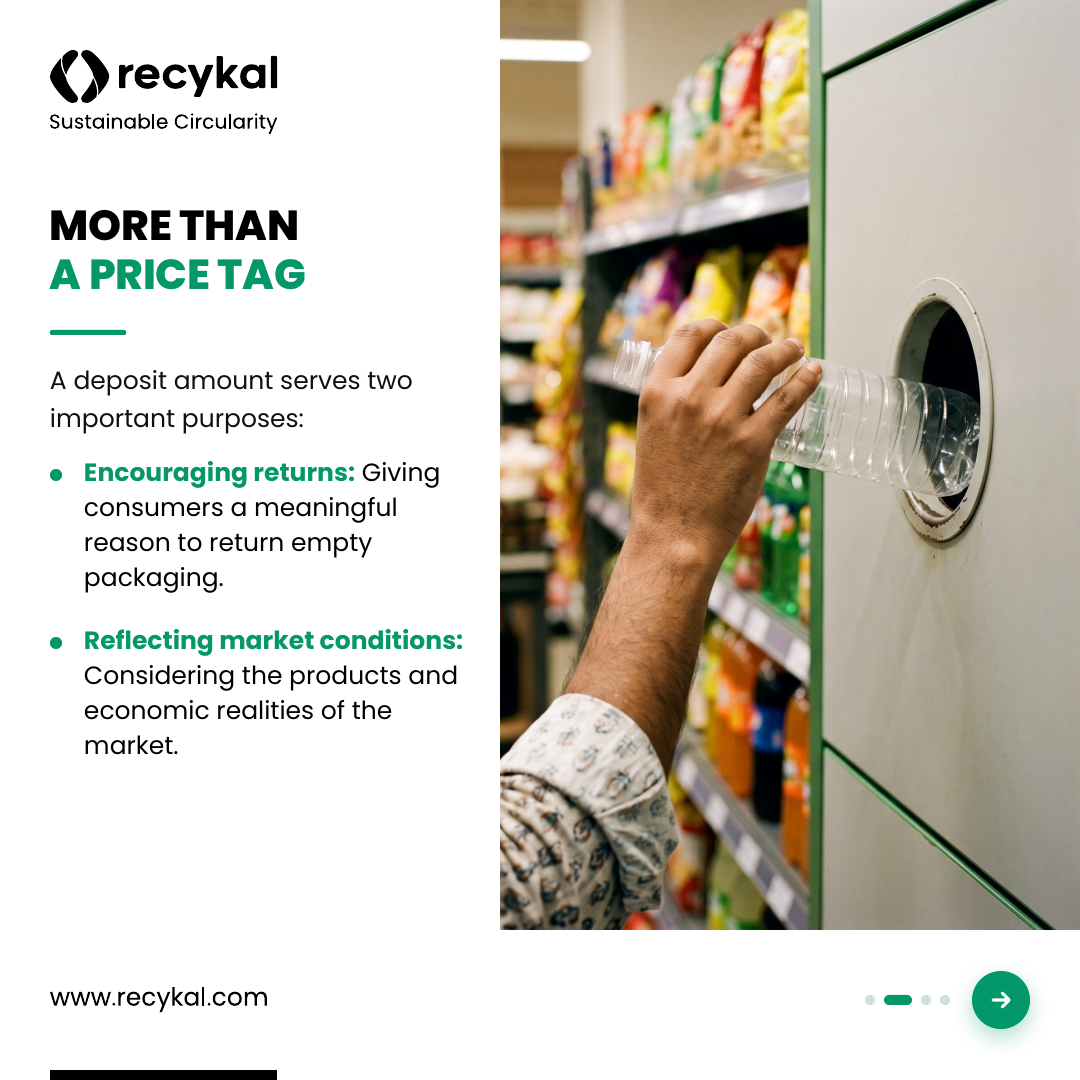 recykal
Sustainable Circularity
MORE THAN
A PRICE TAG
A deposit amount serves two
important purposes:
Encouraging returns: Giving
consumers a meaningful
reason to return empty
packaging.
Reflecting market conditions:
Considering the products and
economic realities of the
market.
www.recykal.com